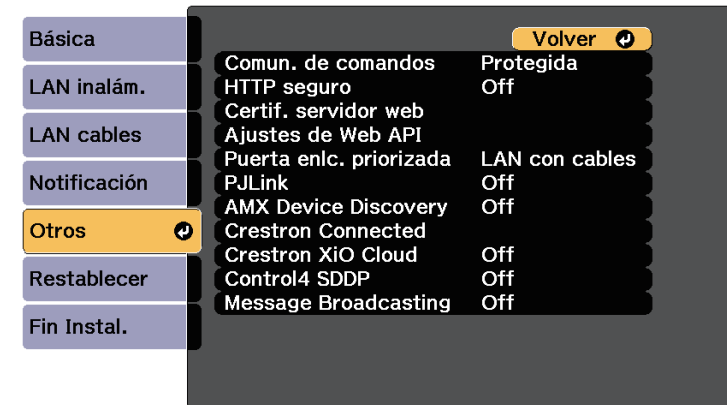 Básica
LAN inalám.
LAN cables
Notificación
Otros
Restablecer
Fin Instal.
Volver
Comun. de comandos Protegida
HTTP seguro Off
Certif. servidor web
Ajustes de Web API
Puerta enlc. priorizada LAN con cables
PJLink Off
AMX Device Discovery Off
Crestron Connected
Crestron XiO Cloud Off
Control4 SDDP Off
Message Broadcasting Off